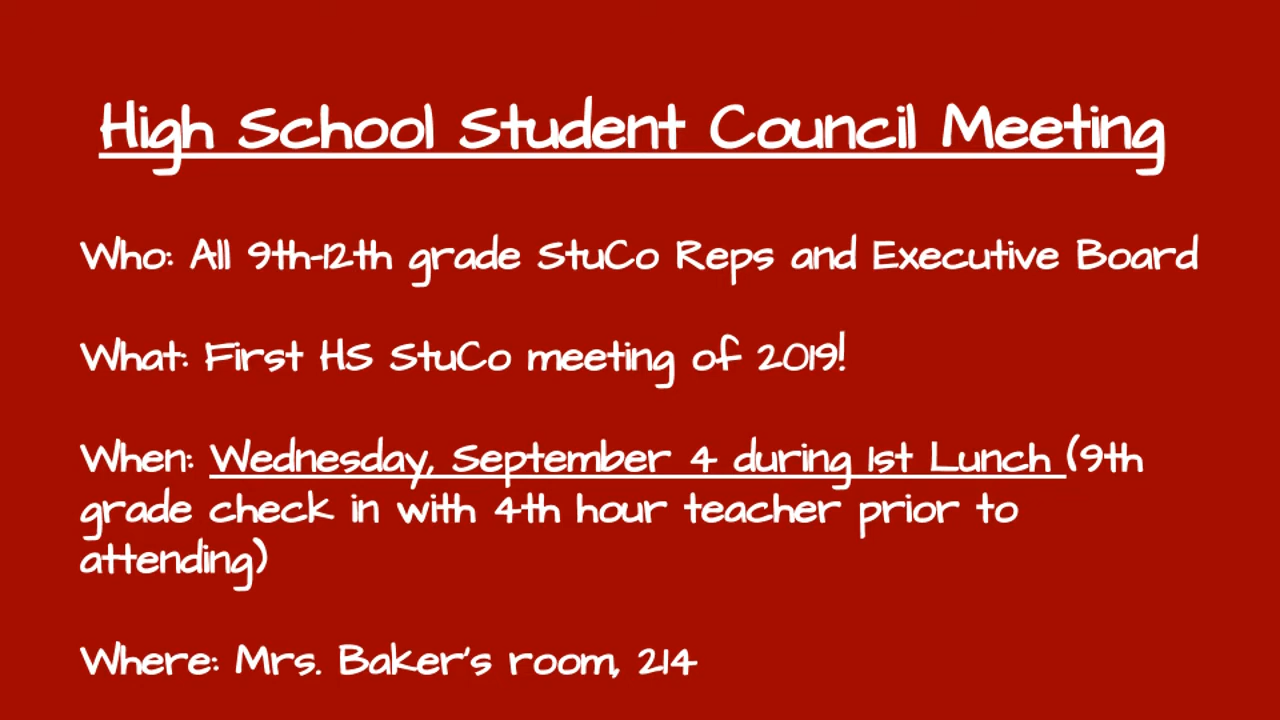 High School Student Council Meeting
Who: All 9th-12th grade StuCo Reps and Executive Board
What: First HS StuCo meeting of 2019!
When: Wednesday, September 4 during 1st Lunch (9th
grade check in with 4th hour teacher prior to
attending)
Where: Mrs. Baker's room, 214